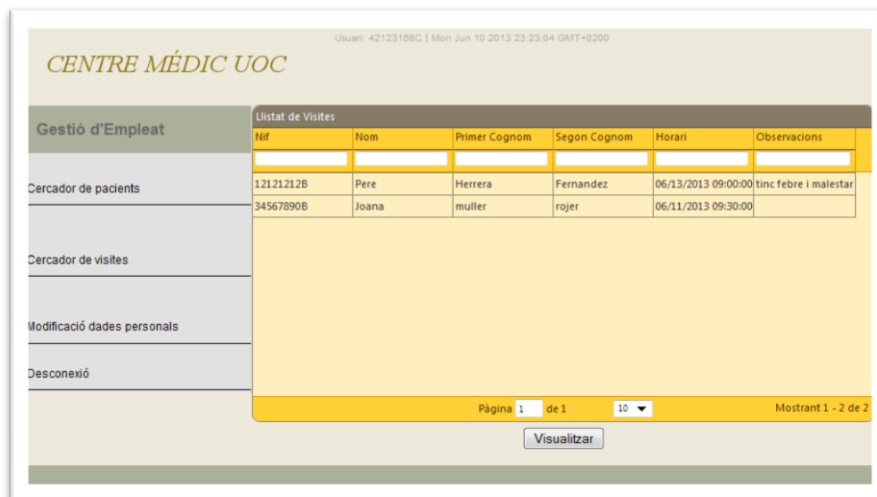 Usuari: 42123168C | Mon Jun 10 2013 23:23:04 GMT+0200
CENTRE MÉDIC UOC
Gestió d'Empleat
Cercador de pacients
Cercador de visites
Modificació dades personals
Desconexió
Llistat de Visites
Nif Nom Primer Cognom Segon Cognom Horari Observacions
12121212B Pere Herrera Fernandez 06/13/2013 09:00:00 tinc febre i malestar
34567890B Joana muller rojer 06/11/2013 09:30:00
Pàgina 1 de 1 10 Mostrant 1 - 2 de 2
Visualitzar